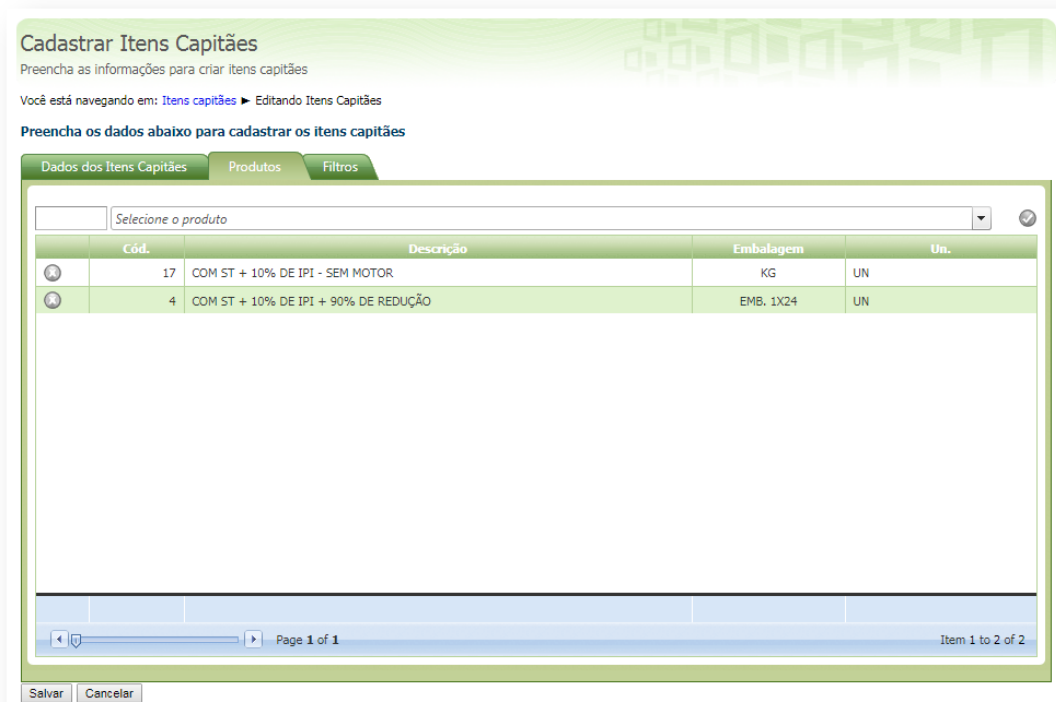 Cadastrar Itens Capitães
Preencha as informações para criar itens capitães
Você está navegando em: Itens capitães ► Editando Itens Capitães
Preencha os dados abaixo para cadastrar os itens capitães
Dados dos Itens Capitães Produtos Filtros
Selecione o produto
Cód. Descrição Embalagem Un.
17 COM ST + 10% DE IPI - SEM MOTOR KG UN
4 COM ST + 10% DE IPI + 90% DE REDUÇÃO EMB. 1X24 UN
Page 1 of 1 Item 1 to 2 of 2
Salvar Cancelar